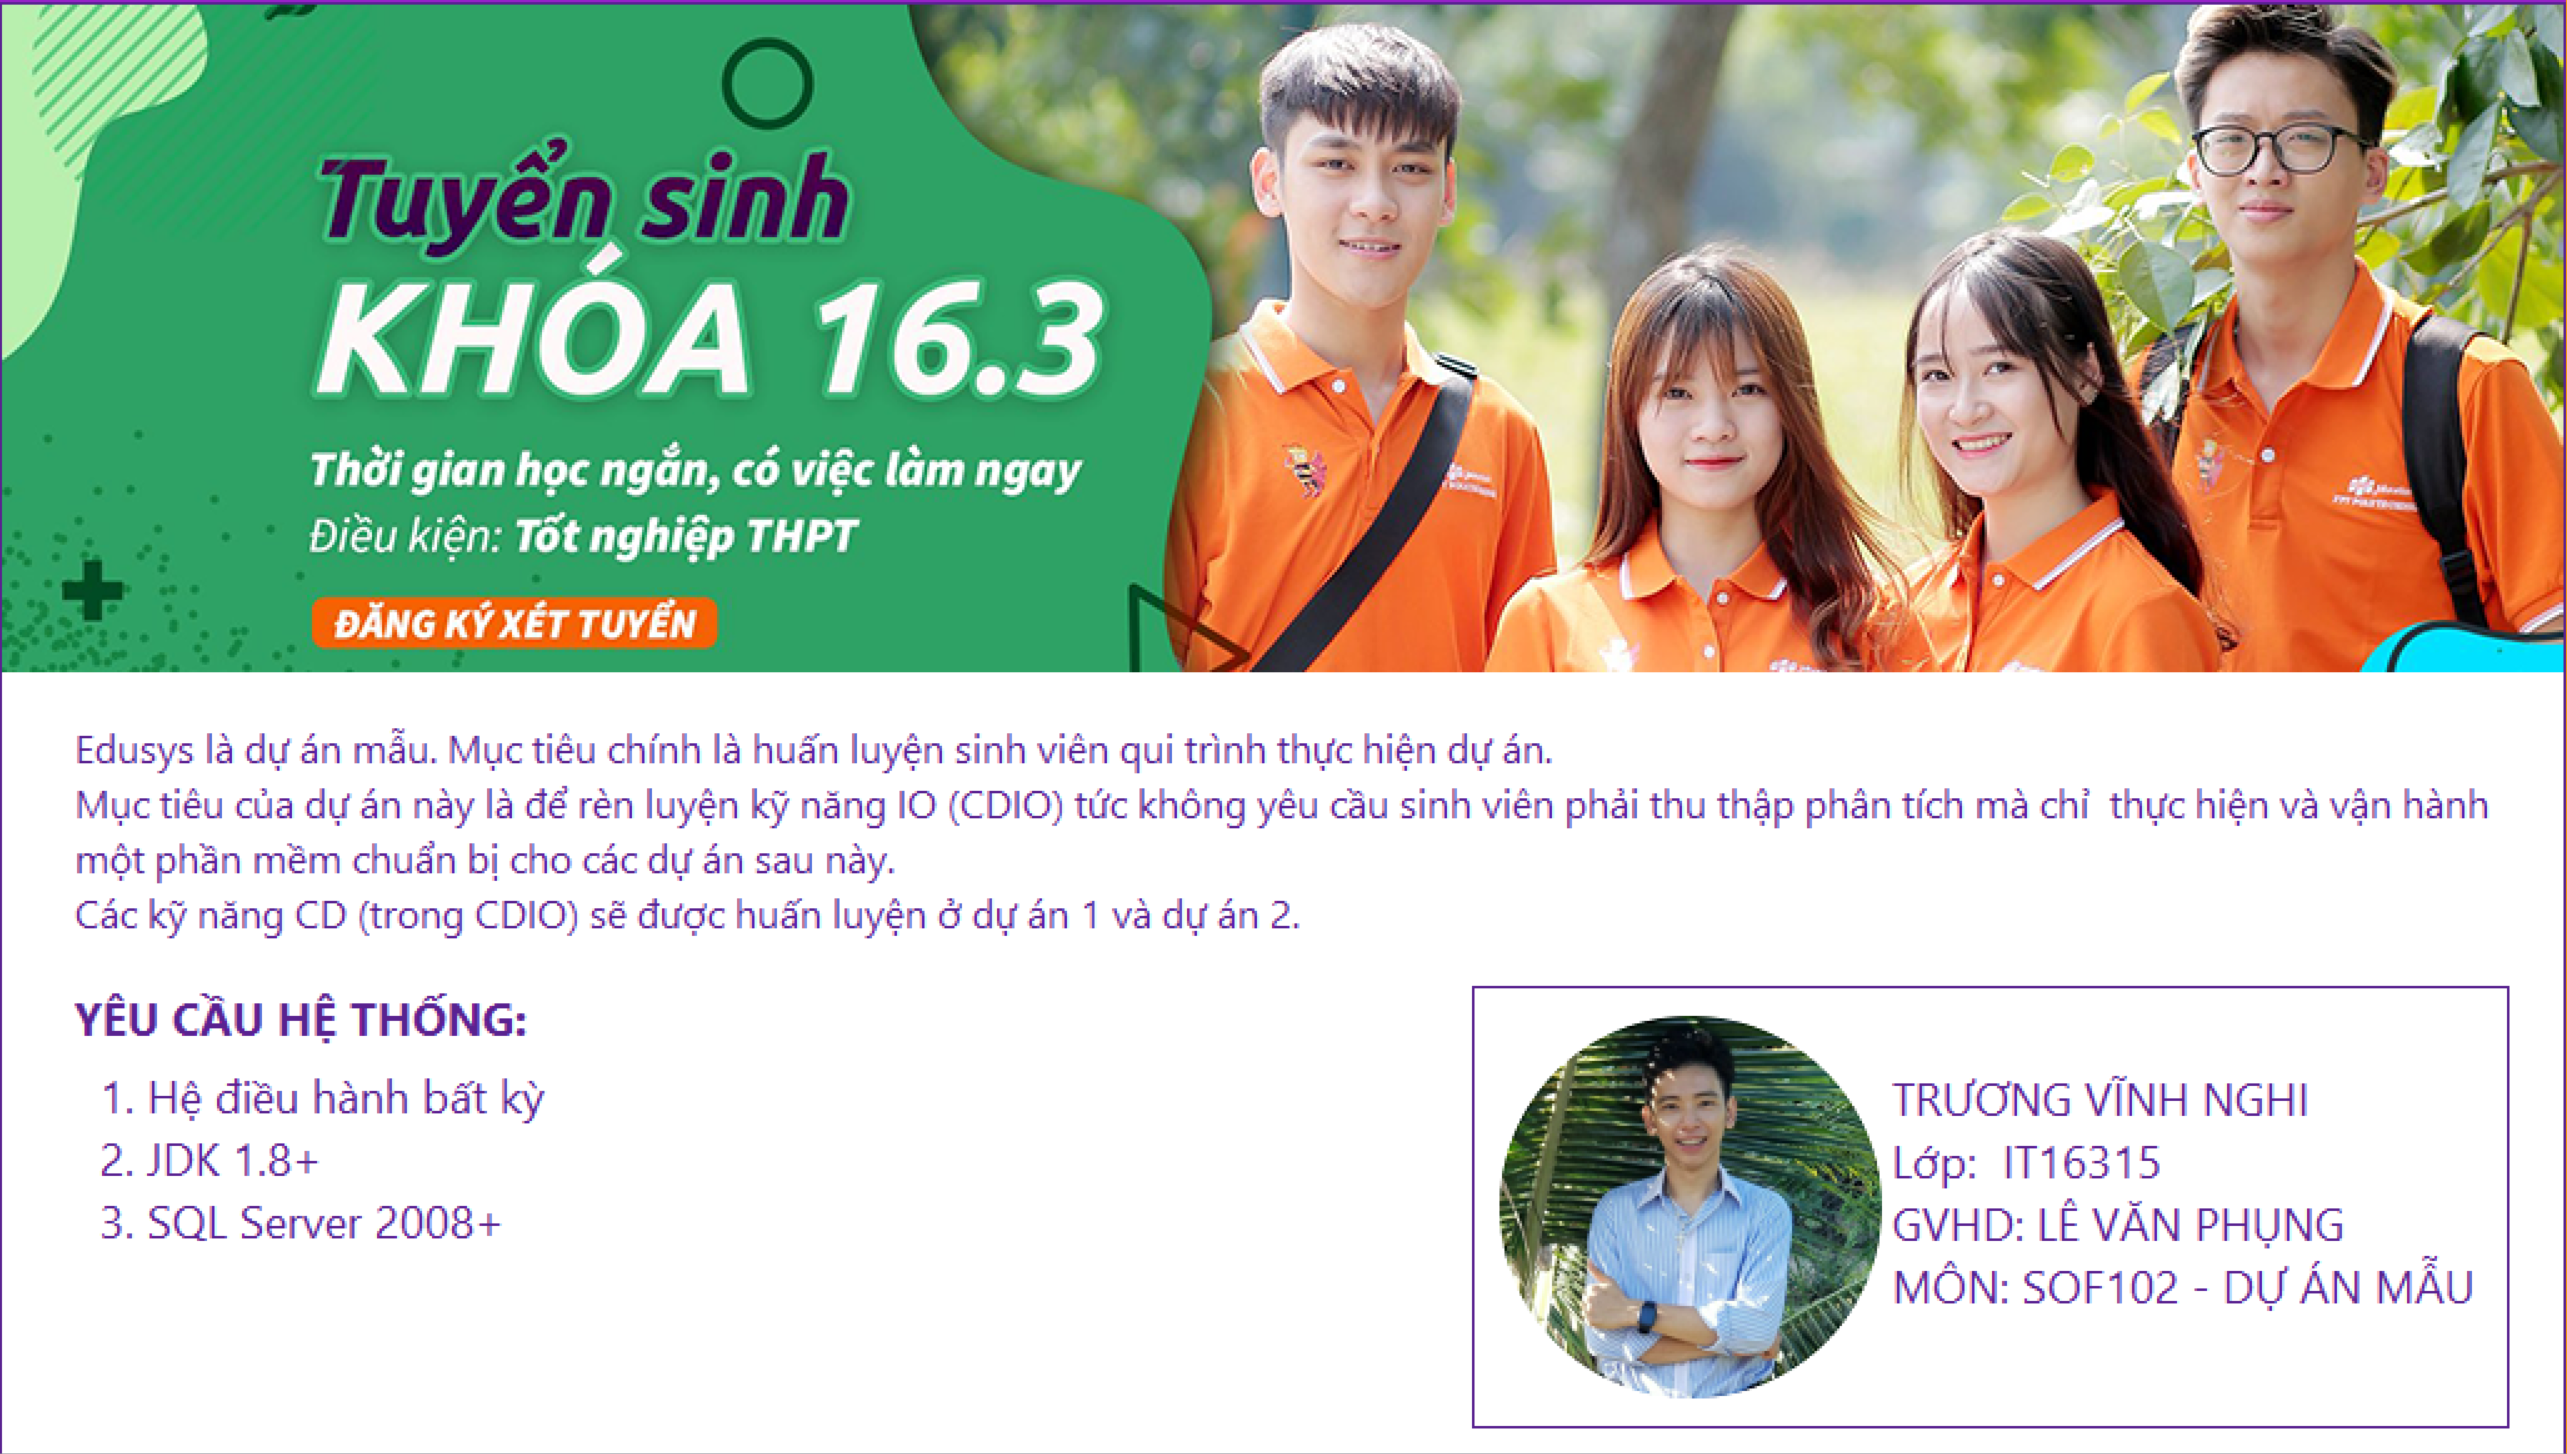 Tuyển sinh
KHÓA 16.3
Thời gian học ngắn, có việc làm ngay
Điều kiện: Tốt nghiệp THPT
ĐĂNG KÝ XÉT TUYỂN
Edusys là dự án mẫu. Mục tiêu chính là huấn luyện sinh viên qui trình thực hiện dự án.
Mục tiêu của dự án này là để rèn luyện kỹ năng IO (CDIO) tức không yêu cầu sinh viên phải thu thập phân tích mà chỉ  thực hiện và vận hành
một phần mềm chuẩn bị cho các dự án sau này.
Các kỹ năng CD (trong CDIO) sẽ được huấn luyện ở dự án 1 và dự án 2.
YÊU CẦU HỆ THỐNG:
1. Hệ điều hành bất kỳ
2. JDK 1.8+
3. SQL Server 2008+
TRƯƠNG VĨNH NGHI
Lớp:  IT16315
GVHD: LÊ VĂN PHỤNG
MÔN: SOF102 - DỰ ÁN MẪU